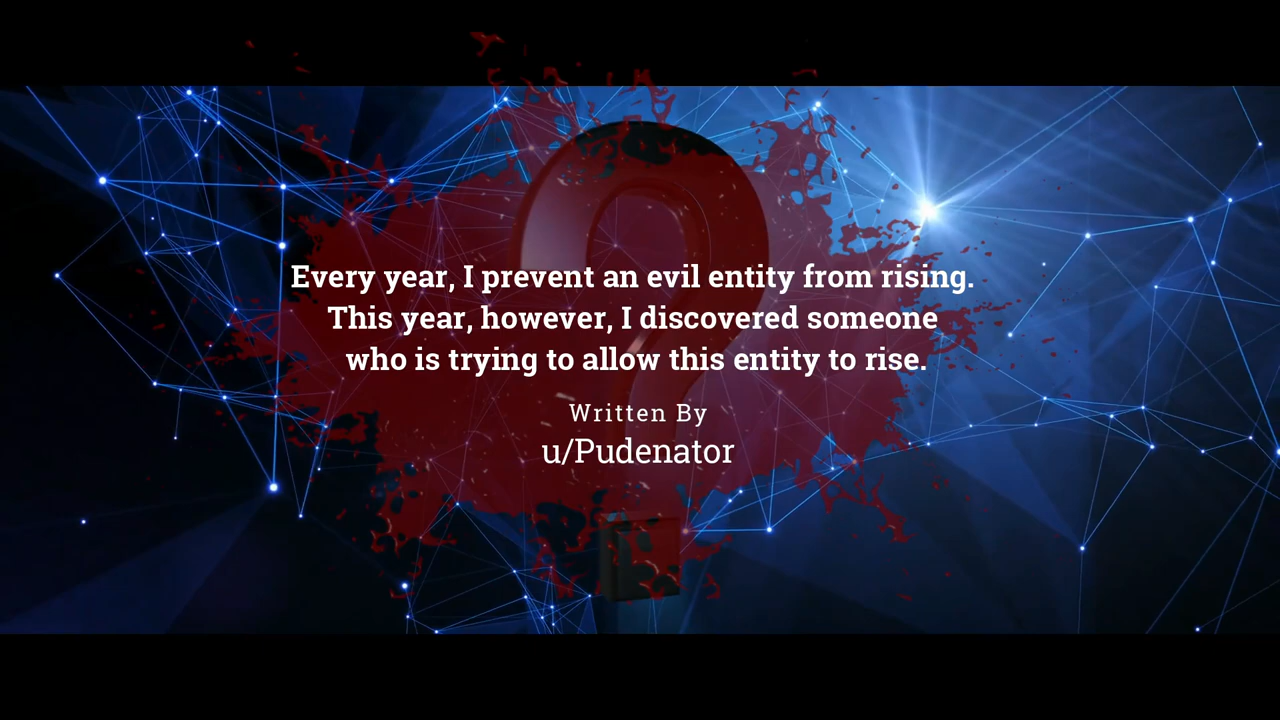 Every year, I prevent an evil entity from rising.
This year, however, I discovered someone
who is trying to allow this entity to rise.
Written By
u/Pudenator